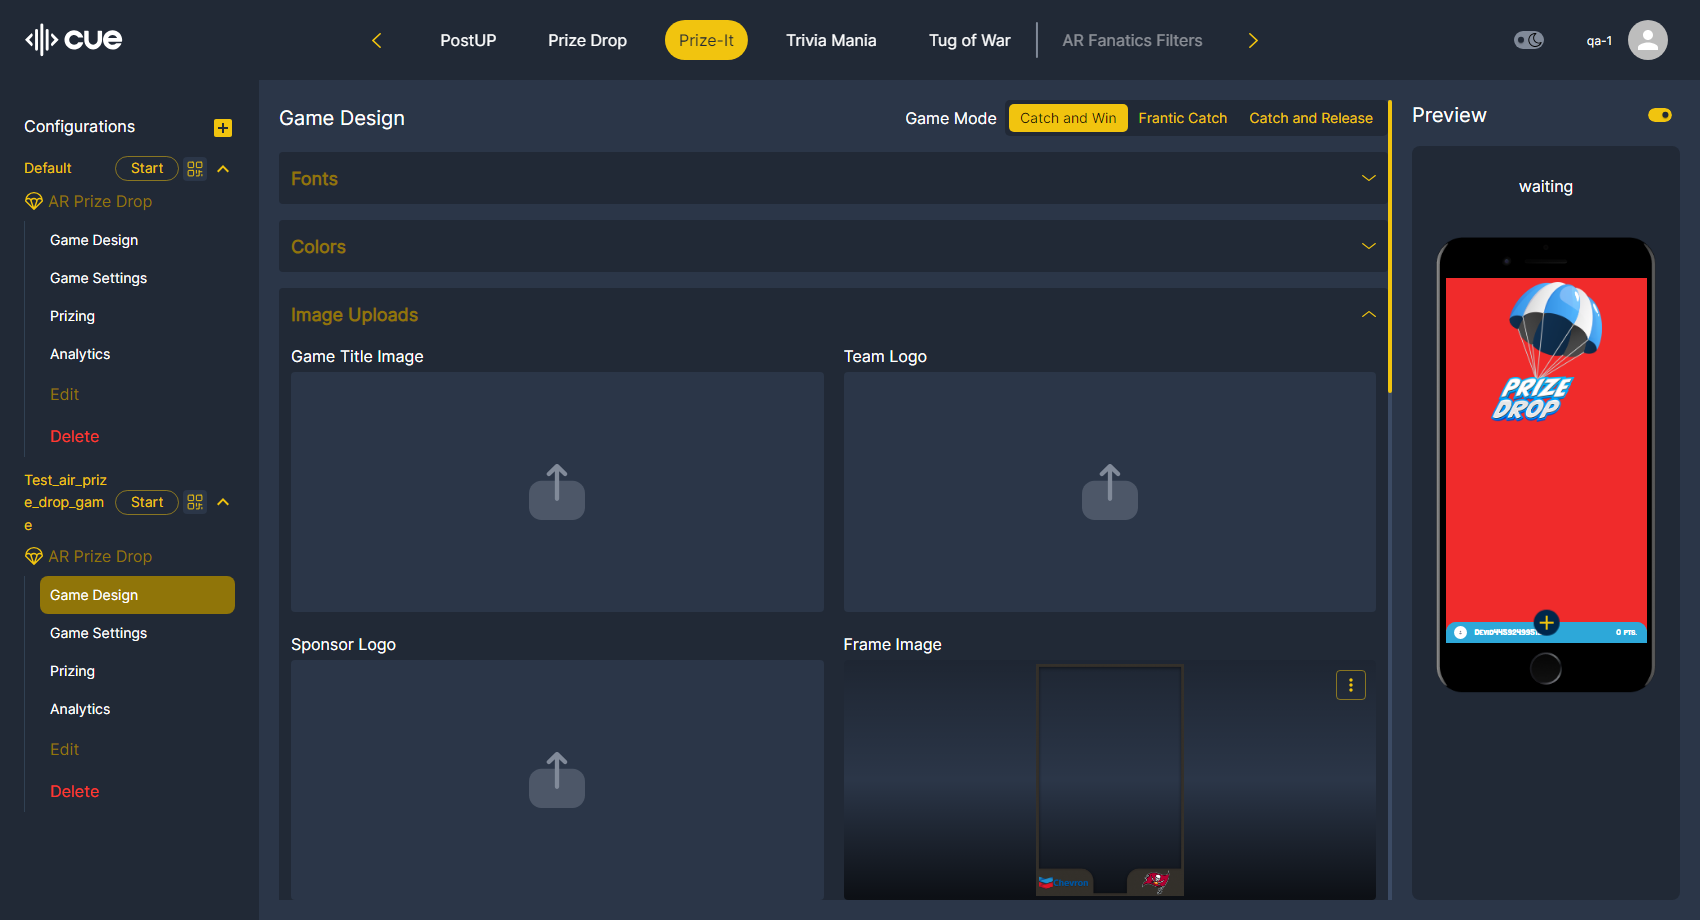 cue
PostUP
Prize Drop
Prize-It
Trivia Mania
Tug of War
AR Fanatics Filters
qa-1
Configurations
Default
Start
AR Prize Drop
Game Design
Game Settings
Prizing
Analytics
Edit
Delete
Test_air_priz
e_drop_gam
e
Start
AR Prize Drop
Game Design
Game Settings
Prizing
Analytics
Edit
Delete
Game Design
Game Mode
Catch and Win
Frantic Catch
Catch and Release
Fonts
Colors
Image Uploads
Game Title Image
Team Logo
Sponsor Logo
Frame Image
Chevron
Preview
waiting
PRIZE
DROP
0 PTS.